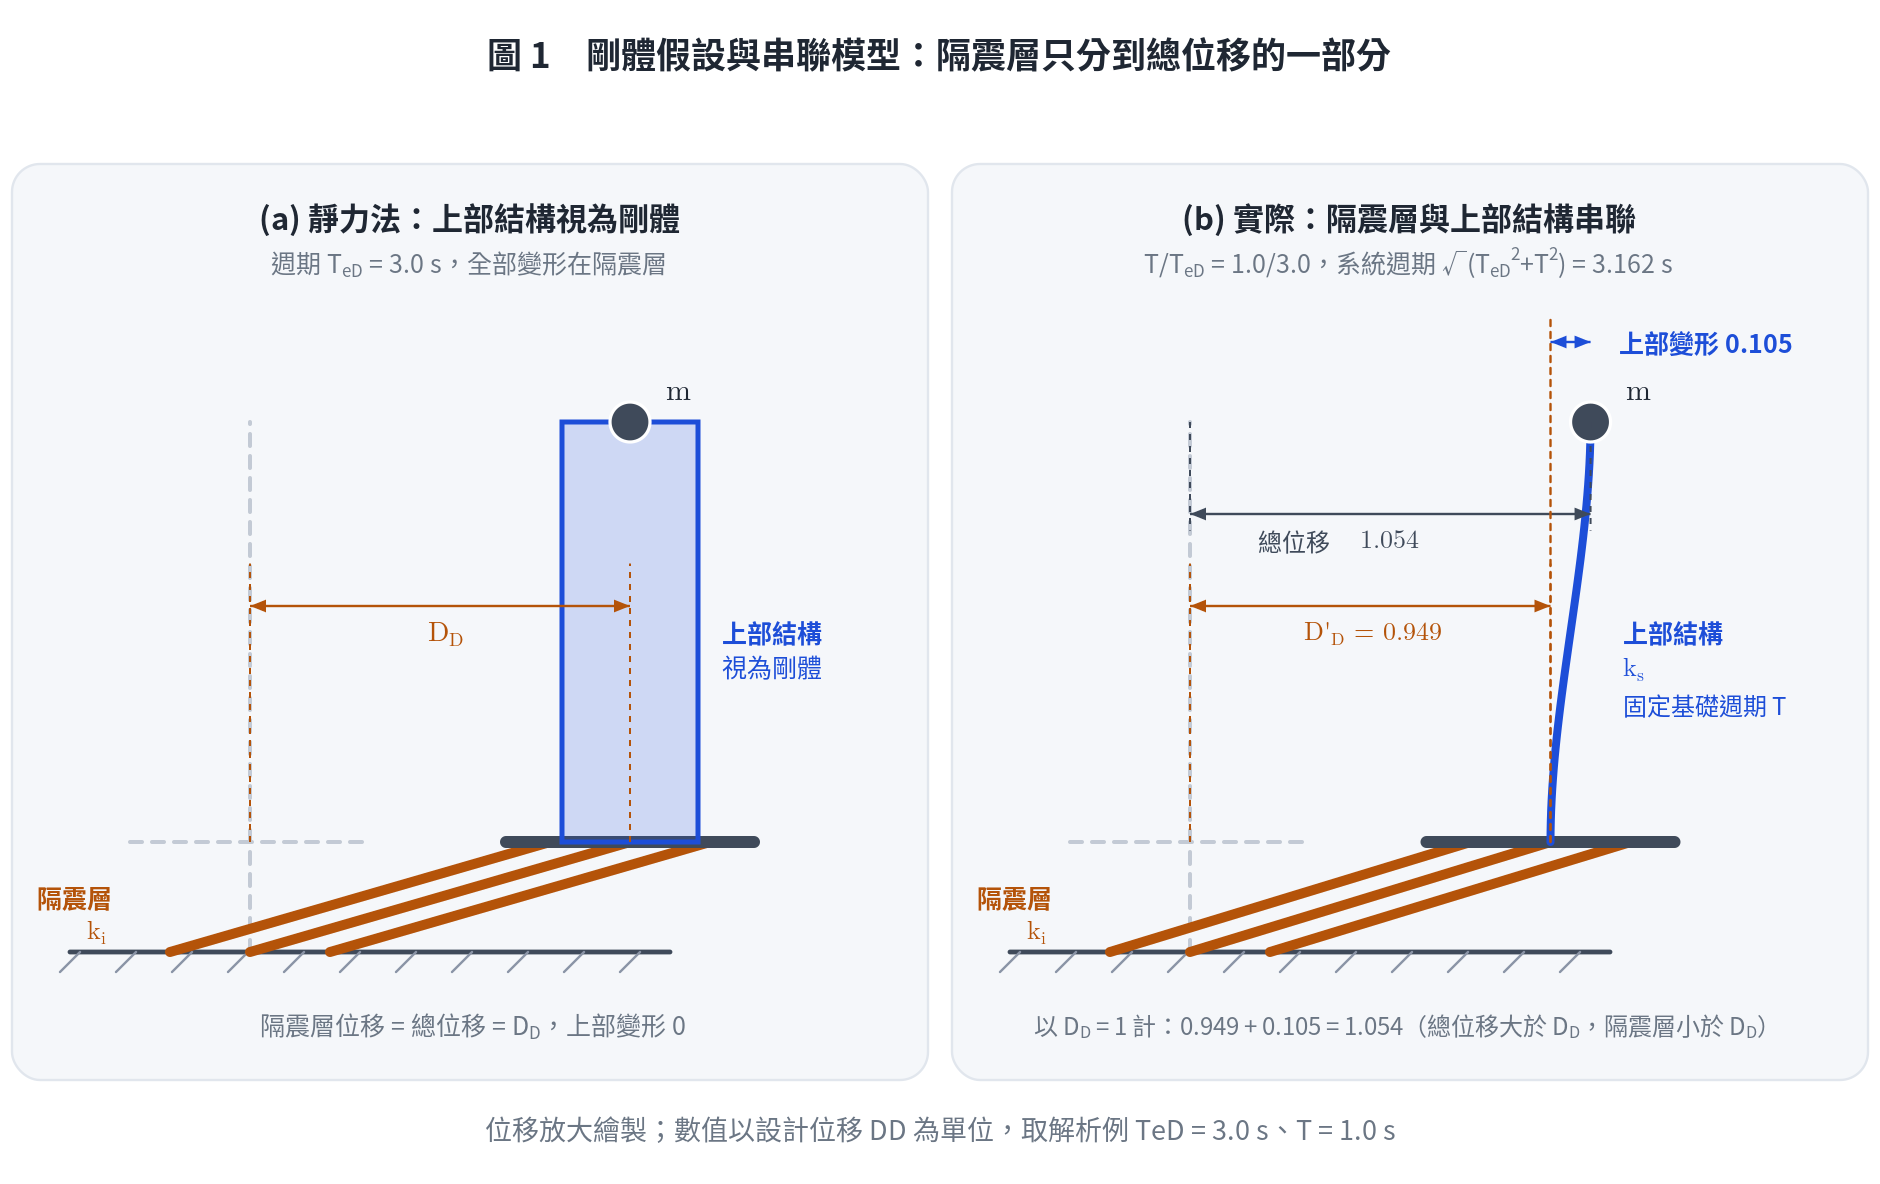 圖 1　剛體假設與串聯模型：隔震層只分到總位移的一部分
(a) 靜力法：上部結構視為剛體
週期 TeD = 3.0 s，全部變形在隔震層
m
DD
上部結構
視為剛體
隔震層
ki
隔震層位移 = 總位移 = DD，上部變形 0
(b) 實際：隔震層與上部結構串聯
T/TeD = 1.0/3.0，系統週期 √(TeD²+T²) = 3.162 s
上部變形 0.105
m
總位移 1.054
D'D = 0.949
上部結構
ks
固定基礎週期 T
隔震層
ki
以 DD = 1 計：0.949 + 0.105 = 1.054（總位移大於 DD，隔震層小於 DD）
位移放大繪製；數值以設計位移 DD 為單位，取解析例 TeD = 3.0 s、T = 1.0 s